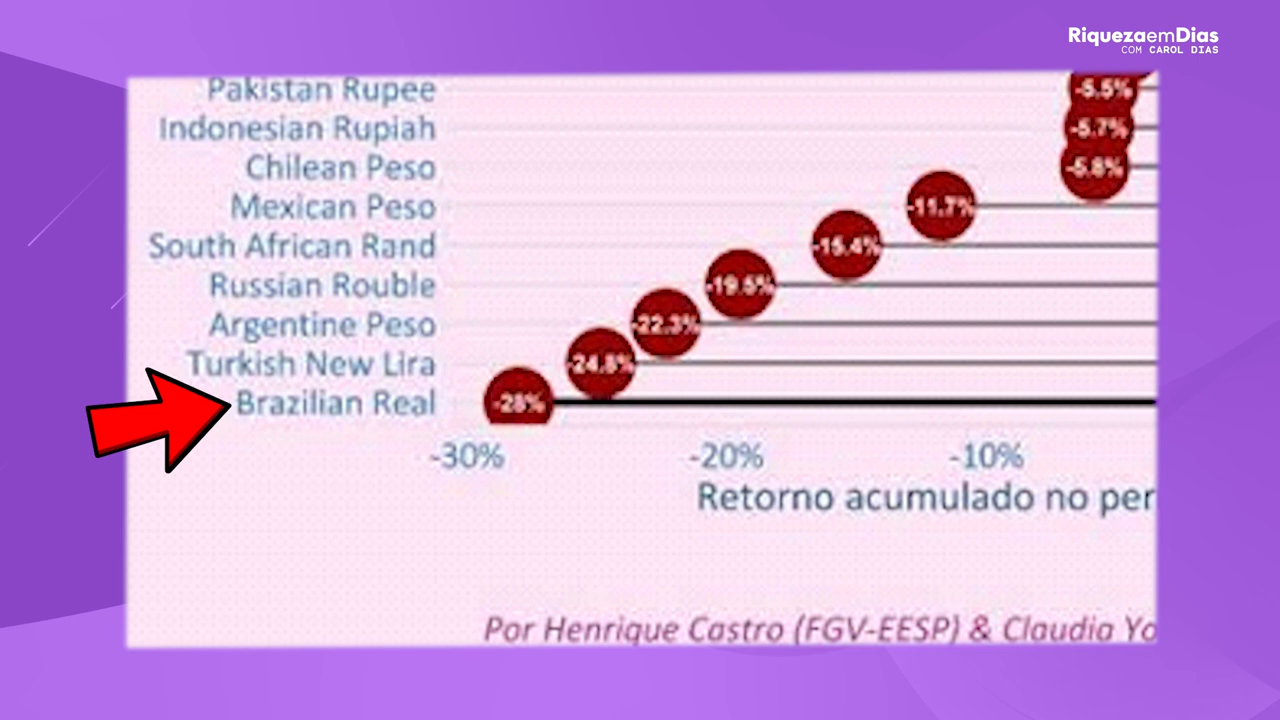 RiquezaemDias
COM CAROL DIAS
Pakistan Rupee -5.5%
Indonesian Rupiah -5.7%
Chilean Peso -5.8%
Mexican Peso -11.7%
South African Rand -15.4%
Russian Rouble -19.5%
Argentine Peso -22.3%
Turkish New Lira -24.8%
Brazilian Real -28%
-30% -20% -10%
Retorno acumulado no per
Por Henrique Castro (FGV-EESP) & Claudia Yo